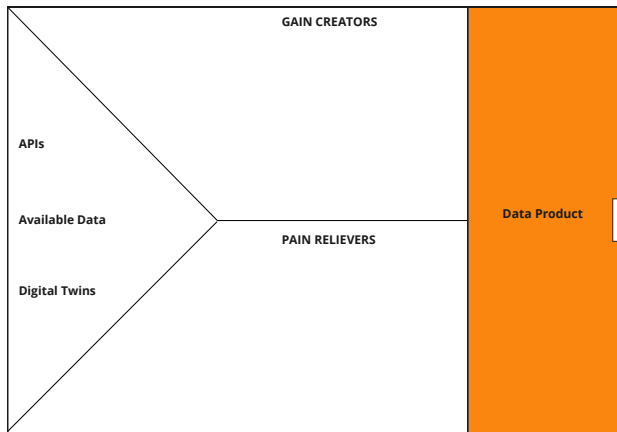 GAIN CREATORS
APIs
Available Data
Data Product
PAIN RELIEVERS
Digital Twins